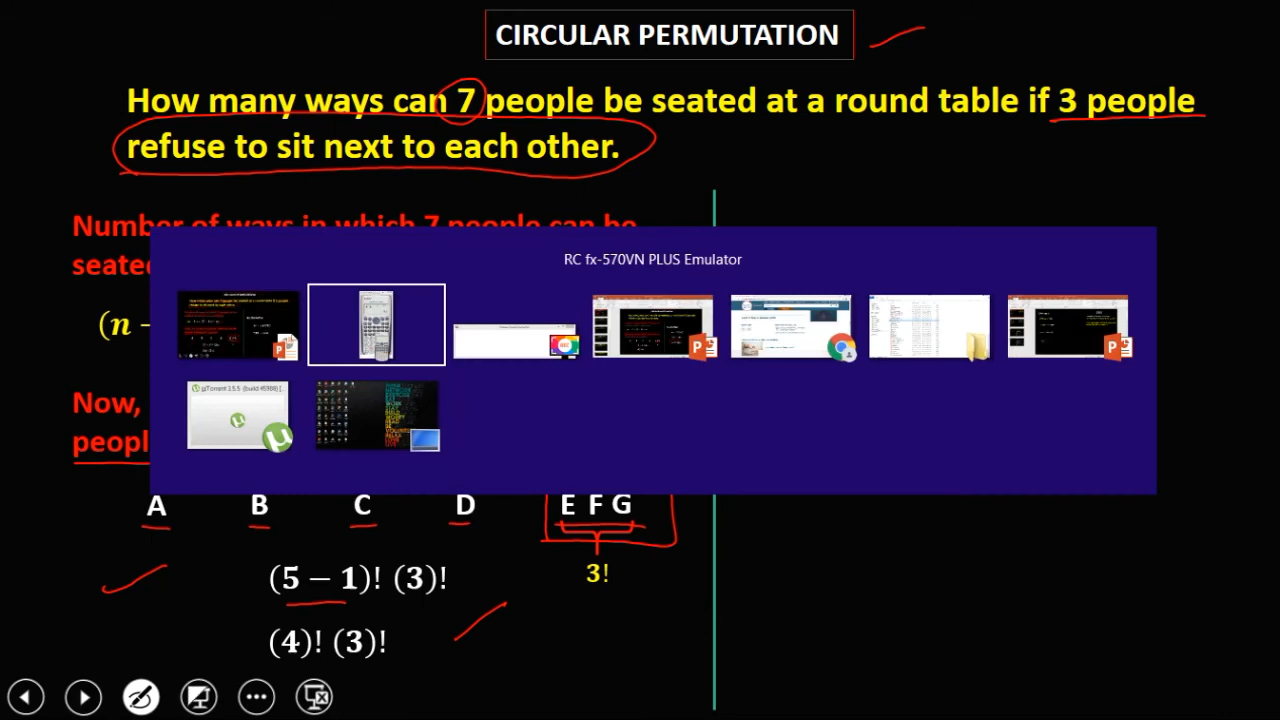 CIRCULAR PERMUTATION
How many ways can 7 people be seated at a round table if 3 people
refuse to sit next to each other.
Number of ways in which 7 people can be
seated
RC fx-570VN PLUS Emulator
(n −
Now,
peopl
A B C D E F G
3!
(5 − 1)! (3)!
(4)! (3)!